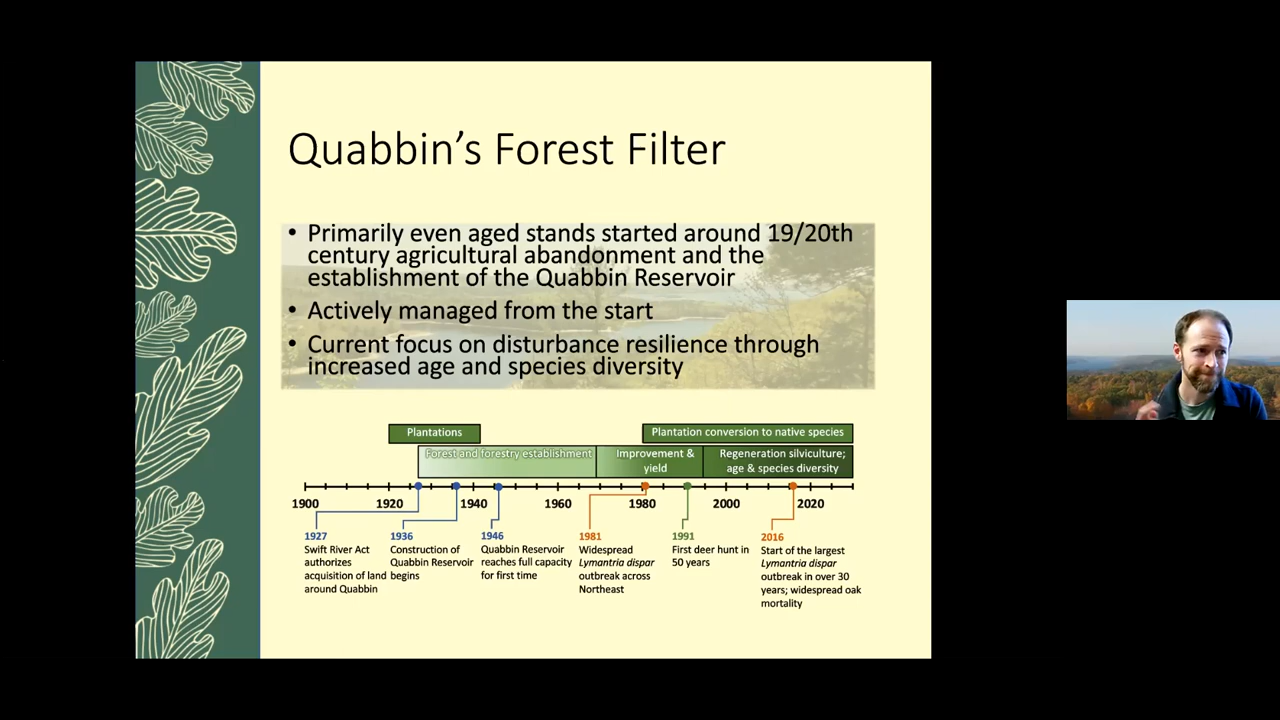 Quabbin's Forest Filter
• Primarily even aged stands started around 19/20th
century agricultural abandonment and the
establishment of the Quabbin Reservoir
• Actively managed from the start
• Current focus on disturbance resilience through
increased age and species diversity
Plantations
Plantation conversion to native species
Forest and forestry establishment
Improvement &
yield
Regeneration silviculture;
age & species diversity
1900
1920
1940
1960
1980
2000
2020
1927
Swift River Act
authorizes
acquisition of land
around Quabbin
1936
Construction of
Quabbin Reservoir
begins
1946
Quabbin Reservoir
reaches full capacity
for first time
1981
Widespread
Lymantria dispar
outbreak across
Northeast
1991
First deer hunt in
50 years
2016
Start of the largest
Lymantria dispar
outbreak in over 30
years; widespread oak
mortality